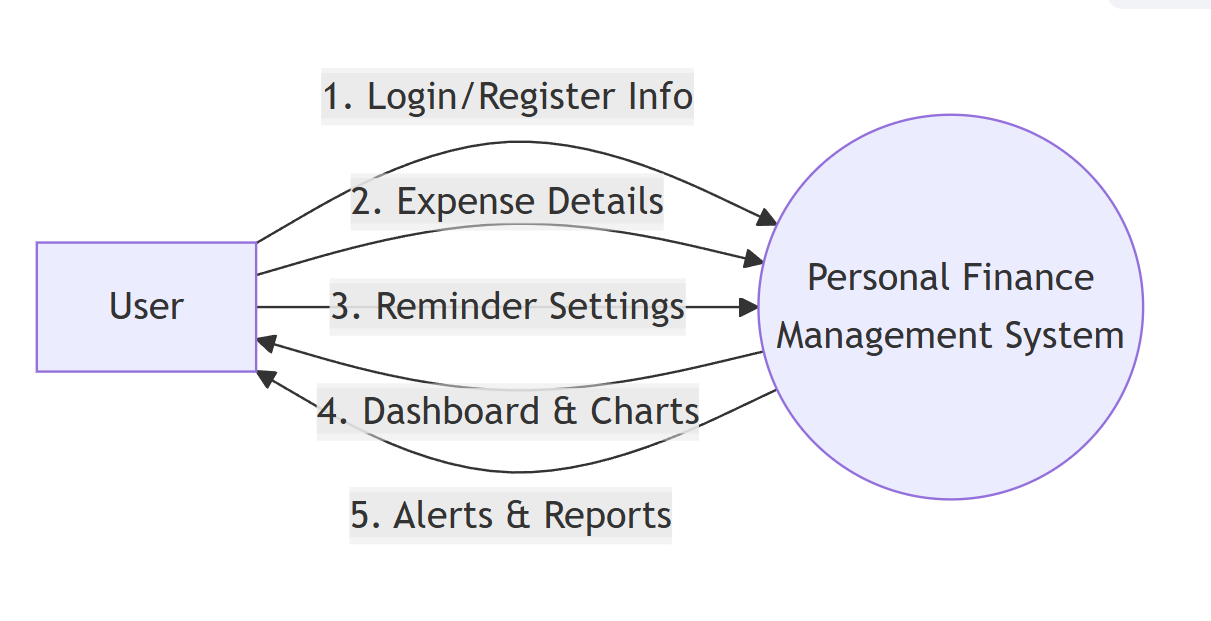 1. Login/Register Info
2. Expense Details
User
3. Reminder Settings
Personal Finance
Management System
4. Dashboard & Charts
5. Alerts & Reports